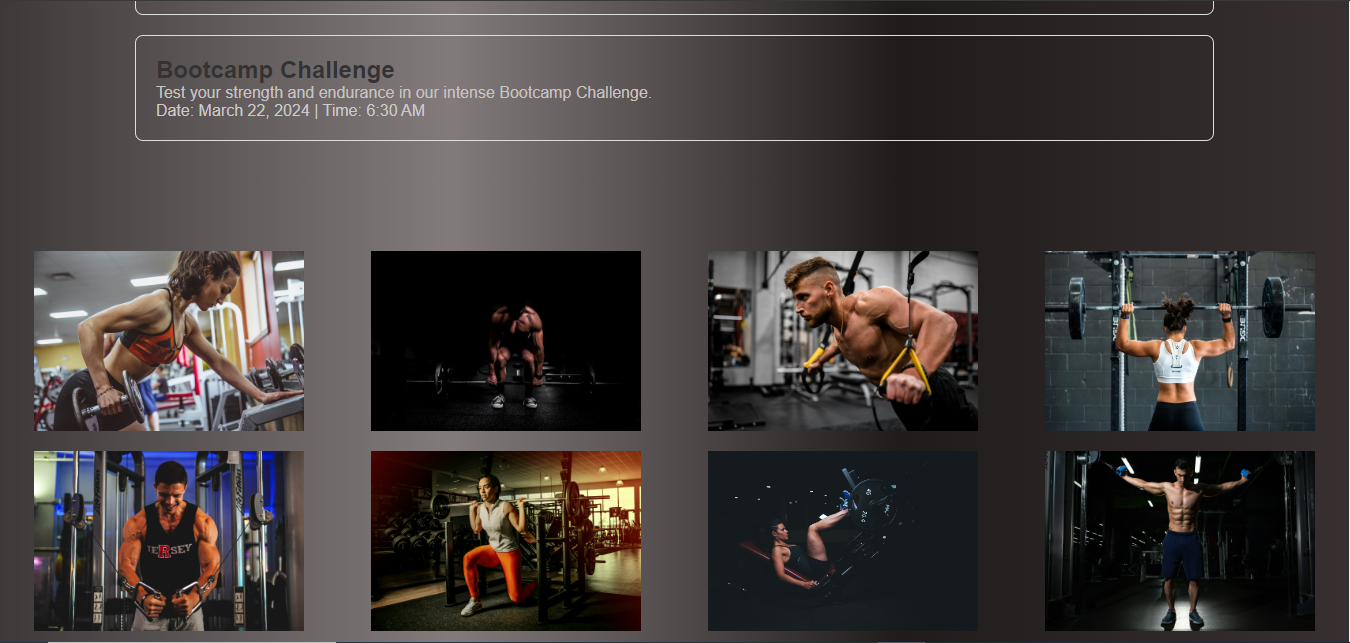 Bootcamp Challenge
Test your strength and endurance in our intense Bootcamp Challenge.
Date: March 22, 2024 | Time: 6:30 AM
JERSEY
R